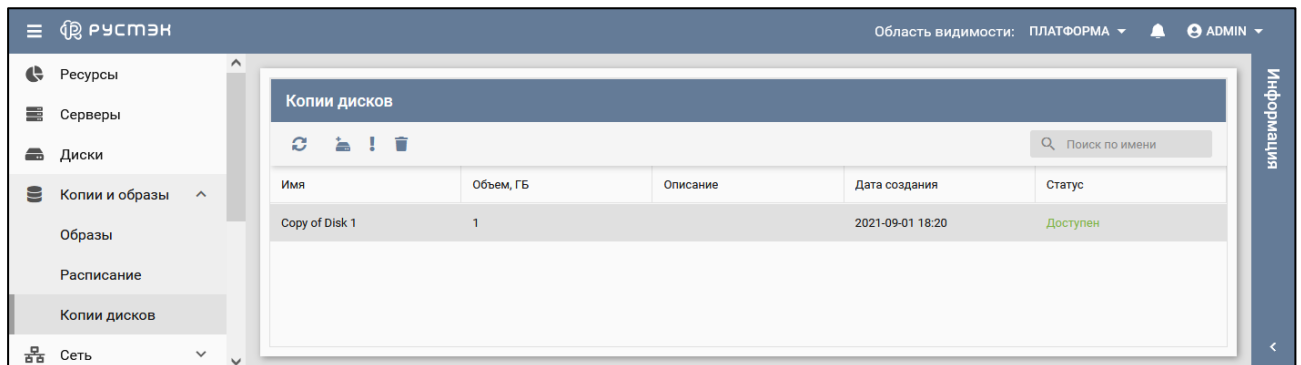 РУСТЭК
Область видимости: ПЛАТФОРМА
ADMIN
Ресурсы
Серверы
Диски
Копии и образы
Образы
Расписание
Копии дисков
Сеть
Копии дисков
Поиск по имени
Имя Объем, ГБ Описание Дата создания Статус
Copy of Disk 1 1 2021-09-01 18:20 Доступен
Информация